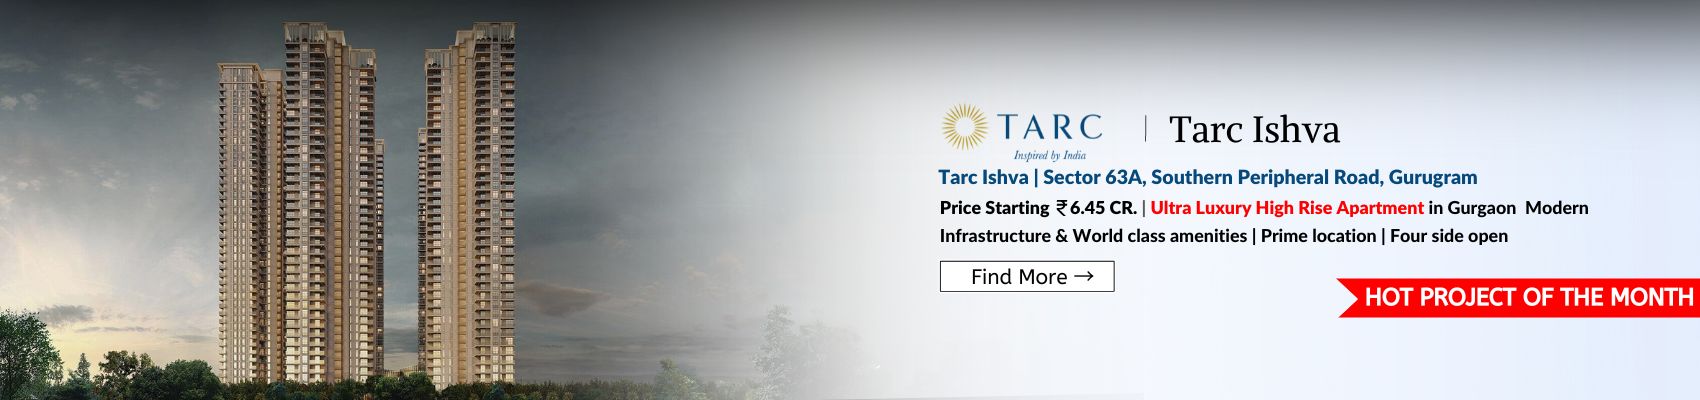 TARC | Tarc Ishva
Inspired by India
Tarc Ishva | Sector 63A, Southern Peripheral Road, Gurugram
Price Starting ₹6.45 CR. | Ultra Luxury High Rise Apartment in Gurgaon Modern
Infrastructure & World class amenities | Prime location | Four side open
Find More →
HOT PROJECT OF THE MONTH